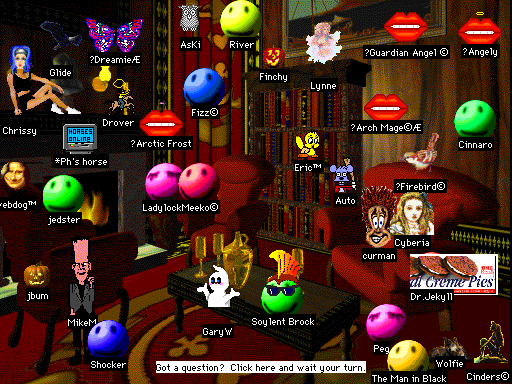 AsKi
River
?Guardian Angel ©
?Angely
?DreamieÆ
Glide
Finchy
Lynne
Chrissy
Drover
Fizz©
?Arch Mage©Æ
Cinnaro
?Arctic Frost
HORSES
ONLINE
*Ph's horse
Eric™
?Firebird©
Auto
vebdog™
jedster
LadylockMeeko©
Cyberia
curman
al Creme Pies
Dr.Jekyll
jbum
MikeM
GaryW
Soylent Brock
Shocker
Peg
Wolfie
Got a question? Click here and wait your turn.
The Man in Black
Cinders©